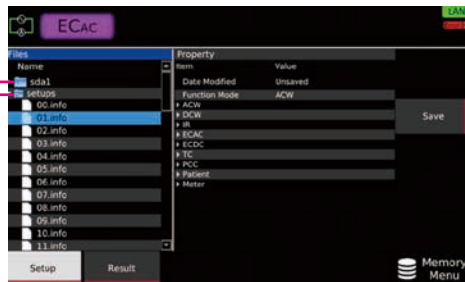 LAN
ECAC
Files
Name
sda1
setups
00.info
01.info
02.info
03.info
04.info
05.info
06.info
07.info
08.info
09.info
10.info
11.info
Property
Item Value
Date Modified Unsaved
Function Mode ACW
ACW
DCW
IR
ECAC
ECDC
TC
PCC
Patient
Meter
Save
Setup Result
Memory Menu